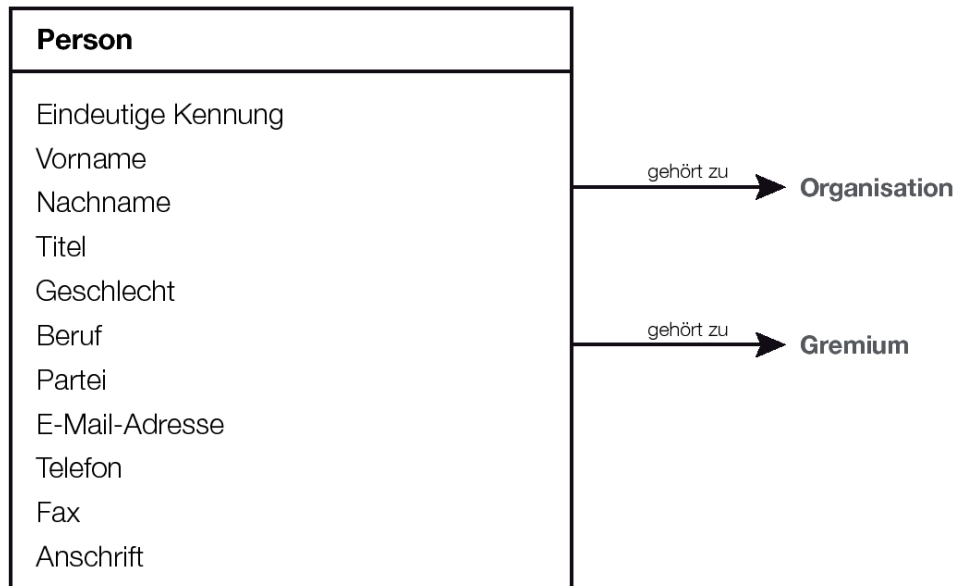 Person
Eindeutige Kennung
Vorname
Nachname
Titel
Geschlecht
Beruf
Partei
E-Mail-Adresse
Telefon
Fax
Anschrift
gehört zu
Organisation
gehört zu
Gremium